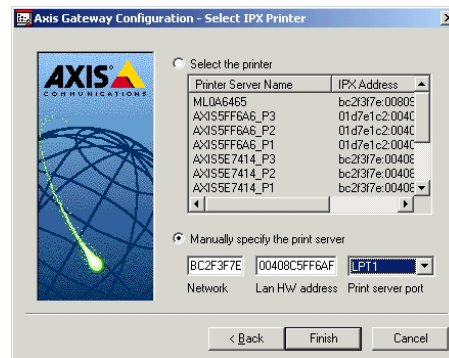 Axis Gateway Configuration - Select IPX Printer
AXIS
COMMUNICATIONS
Select the printer
Printer Server Name IPX Address
ML0A6465 bc2f3f7e:00809
AXIS5FF6A6_P3 01d7e1c2:0040
AXIS5FF6A6_P2 01d7e1c2:0040
AXIS5FF6A6_P1 01d7e1c2:0040
AXIS5E7414_P3 bc2f3f7e:00408
AXIS5E7414_P2 bc2f3f7e:00408
AXIS5E7414_P1 bc2f3f7e:00408
Manually specify the print server
BC2F3F7E 00408C5FF6AF LPT1
Network Lan HW address Print server port
< Back Finish Cancel